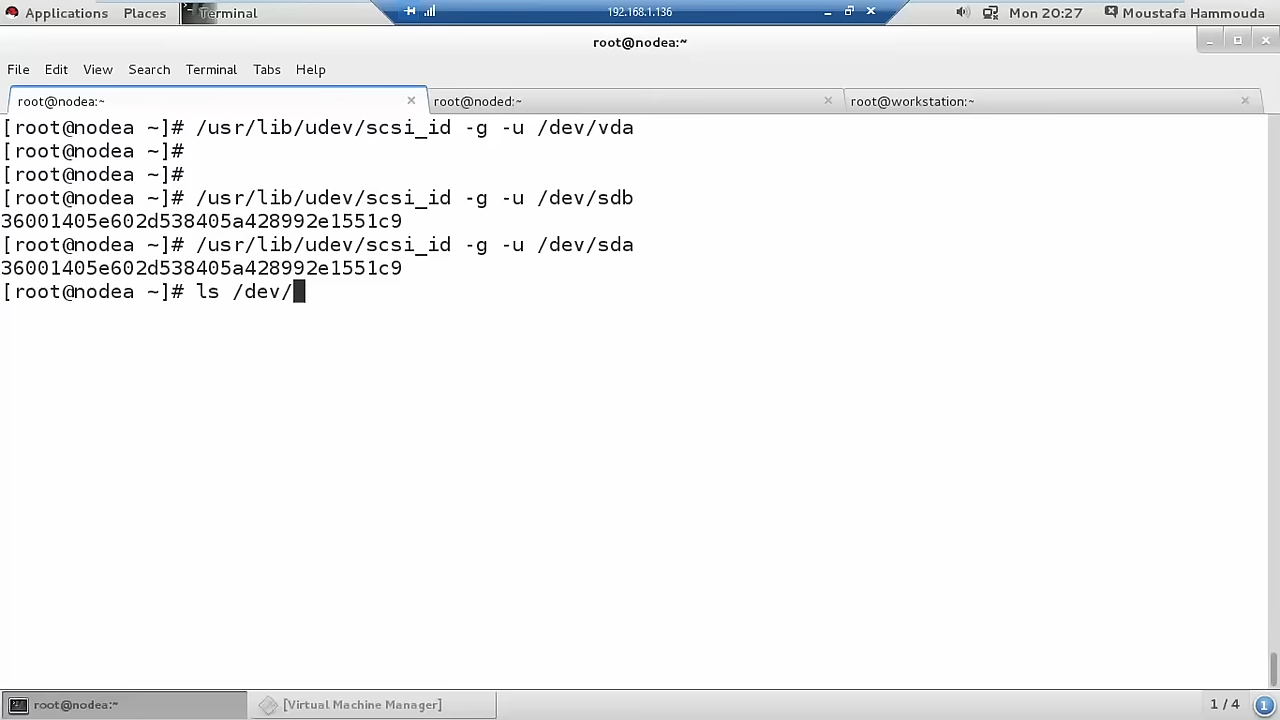 Applications Places Terminal 192.168.1.136 Mon 20:27 Moustafa Hammouda
root@nodea:~
File Edit View Search Terminal Tabs Help
root@nodea:~ root@noded:~ root@workstation:~
[root@nodea ~]# /usr/lib/udev/scsi_id -g -u /dev/vda
[root@nodea ~]#
[root@nodea ~]#
[root@nodea ~]# /usr/lib/udev/scsi_id -g -u /dev/sdb
36001405e602d538405a428992e1551c9
[root@nodea ~]# /usr/lib/udev/scsi_id -g -u /dev/sda
36001405e602d538405a428992e1551c9
[root@nodea ~]# ls /dev/
root@nodea:~ [Virtual Machine Manager] 1 / 4 1